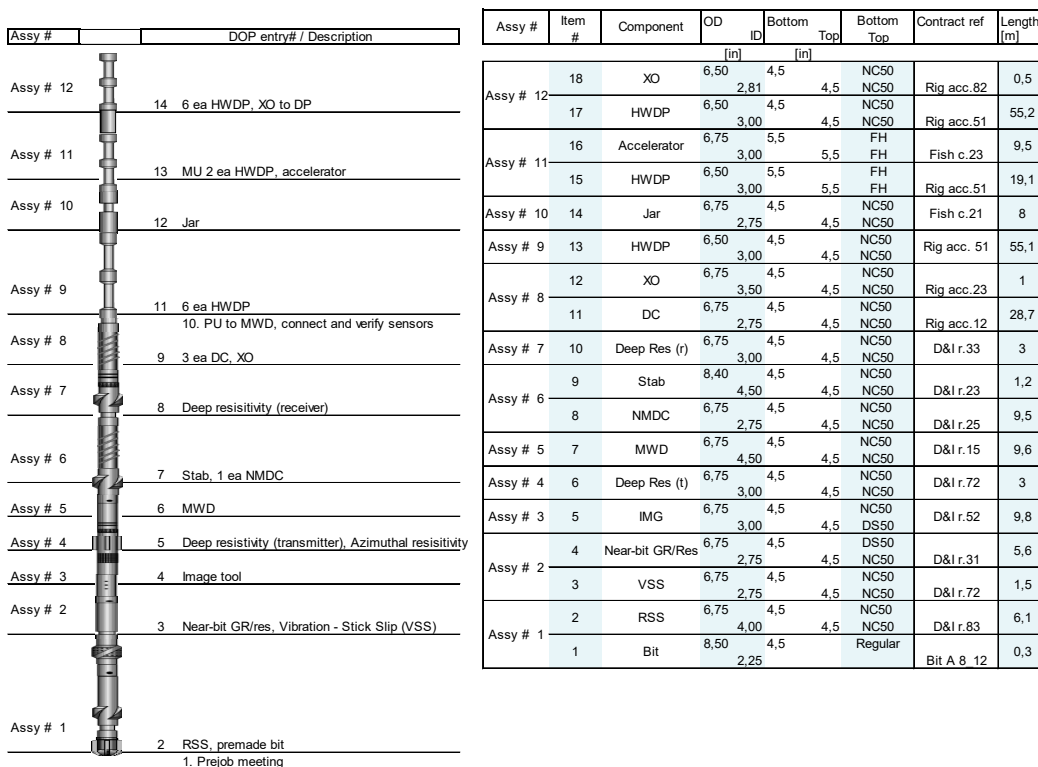 Assy # DOP entry# / Description
Assy # 12
14 6 ea HWDP, XO to DP
Assy # 11
13 MU 2 ea HWDP, accelerator
Assy # 10
12 Jar
Assy # 9
11 6 ea HWDP
10. PU to MWD, connect and verify sensors
Assy # 8
9 3 ea DC, XO
Assy # 7
8 Deep resisitivity (receiver)
Assy # 6
7 Stab, 1 ea NMDC
Assy # 5 6 MWD
Assy # 4 5 Deep resistivity (transmitter), Azimuthal resisitivity
Assy # 3 4 Image tool
Assy # 2
3 Near-bit GR/res, Vibration - Stick Slip (VSS)
Assy # 1
2 RSS, premade bit
1. Prejob meeting
Assy # Item Component OD Bottom Bottom Contract ref Length
# ID Top Top [m]
[in] [in]
Assy # 12
18 XO 6,50 4,5 NC50 0,5
2,81 4,5 NC50 Rig acc.82
17 HWDP 6,50 4,5 NC50 55,2
3,00 4,5 NC50 Rig acc.51
Assy # 11
16 Accelerator 6,75 5,5 FH 9,5
3,00 5,5 FH Fish c.23
15 HWDP 6,50 5,5 FH 19,1
3,00 5,5 FH Rig acc.51
Assy # 10 14 Jar 6,75 4,5 NC50 Fish c.21 8
2,75 4,5 NC50
Assy # 9 13 HWDP 6,50 4,5 NC50 Rig acc. 51 55,1
3,00 4,5 NC50
Assy # 8
12 XO 6,75 4,5 NC50 1
3,50 4,5 NC50 Rig acc.23
11 DC 6,75 4,5 NC50 28,7
2,75 4,5 NC50 Rig acc.12
Assy # 7 10 Deep Res (r) 6,75 4,5 NC50 D&I r.33 3
3,00 4,5 NC50
Assy # 6
9 Stab 8,40 4,5 NC50 1,2
4,50 4,5 NC50 D&I r.23
8 NMDC 6,75 4,5 NC50 9,5
2,75 4,5 NC50 D&I r.25
Assy # 5 7 MWD 6,75 4,5 NC50 D&I r.15 9,6
4,50 4,5 NC50
Assy # 4 6 Deep Res (t) 6,75 4,5 NC50 D&I r.72 3
3,00 4,5 NC50
Assy # 3 5 IMG 6,75 4,5 NC50 D&I r.52 9,8
3,00 4,5 DS50
Assy # 2
4 Near-bit GR/Res 6,75 4,5 DS50 5,6
2,75 4,5 NC50 D&I r.31
3 VSS 6,75 4,5 NC50 1,5
2,75 4,5 NC50 D&I r.72
Assy # 1
2 RSS 6,75 4,5 NC50 6,1
4,00 4,5 NC50 D&I r.83
1 Bit 8,50 4,5 Regular 0,3
2,25 Bit A 8_12